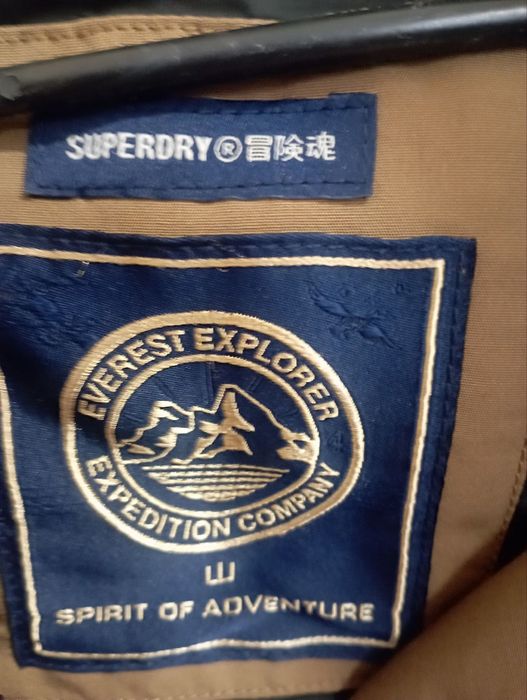 SUPERDRY®冒険魂
EVEREST EXPLORER
EXPEDITION COMPANY
山
SPIRIT OF ADVENTURE